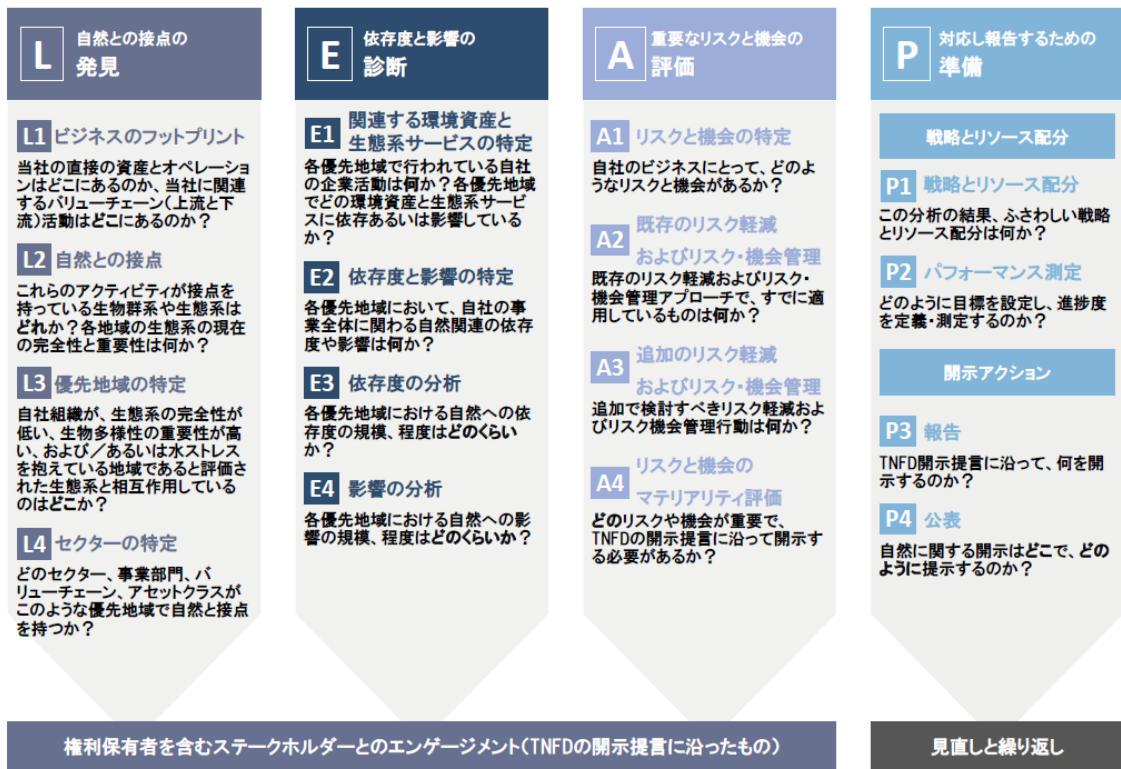 L
自然との接点の
発見
L1 ビジネスのフットプリント
当社の直接の資産とオペレーショ
ンはどこにあるのか、当社に関連
するバリューチェーン(上流と下
流)活動はどこにあるのか?
L2 自然との接点
これらのアクティビティが接点を
持っている生物群系や生態系は
どれか?各地域の生態系の現在
の完全性と重要性は何か?
L3 優先地域の特定
自社組織が、生態系の完全性が
低い、生物多様性の重要性が高
い、および/あるいは水ストレス
を抱えている地域であると評価さ
れた生態系と相互作用している
のはどこか?
L4 セクターの特定
どのセクター、事業部門、バ
リューチェーン、アセットクラスが
このような優先地域で自然と接点
を持つか?
E
依存度と影響の
診断
E1 関連する環境資産と
生態系サービスの特定
各優先地域で行われている自社
の企業活動は何か?各優先地域
でどの環境資産と生態系サービ
スに依存あるいは影響している
か?
E2 依存度と影響の特定
各優先地域において、自社の事
業全体に関わる自然関連の依存
度や影響は何か?
E3 依存度の分析
各優先地域における自然への依
存度の規模、程度はどのくらい
か?
E4 影響の分析
各優先地域における自然への影
響の規模、程度はどのくらいか?
A
重要なリスクと機会の
評価
A1 リスクと機会の特定
自社のビジネスにとって、どのよ
うなリスクと機会があるか?
A2 既存のリスク軽減
およびリスク・機会管理
既存のリスク軽減およびリスク・
機会管理アプローチで、すでに適
用しているものは何か?
A3 追加のリスク軽減
およびリスク・機会管理
追加で検討すべきリスク軽減およ
びリスク機会管理行動は何か?
A4 リスクと機会の
マテリアリティ評価
どのリスクや機会が重要で、
TNFDの開示提言に沿って開示す
る必要があるか?
P
対応し報告するための
準備
戦略とリソース配分
P1 戦略とリソース配分
この分析の結果、ふさわしい戦略
とリソース配分は何か?
P2 パフォーマンス測定
どのように目標を設定し、進捗度
を定義・測定するのか?
開示アクション
P3 報告
TNFD開示提言に沿って、何を開
示するのか?
P4 公表
自然に関する開示はどこで、どの
ように提示するのか?
権利保有者を含むステークホルダーとのエンゲージメント(TNFDの開示提言に沿ったもの)
見直しと繰り返し